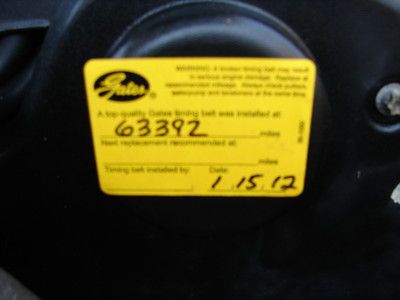 WARNING: A broken timing belt may result
in serious engine damage. Replace at
recommended mileage. Always check pulleys,
waterpump and tensioners at the same time.
Gates
A top-quality Gates timing belt was installed at:
63392 miles
Next replacement recommended at:
miles
Timing belt installed by: Date:
1.15.12